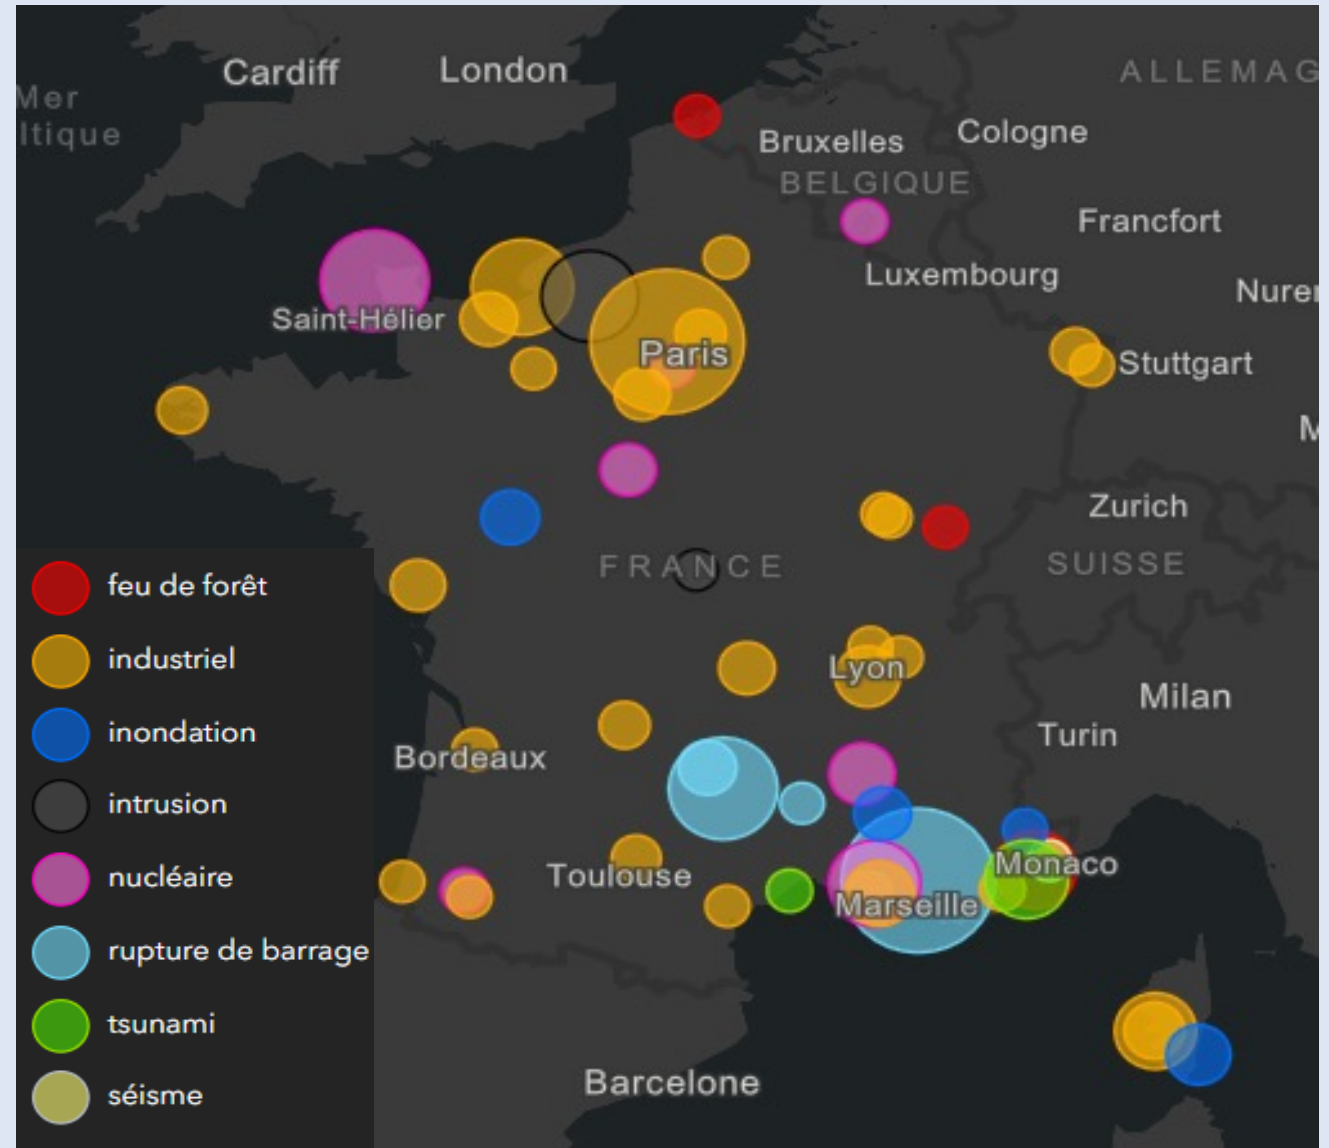 Cardiff
London
Mer
ltique
ALLEMAG
Bruxelles
Cologne
BELGIQUE
Francfort
Luxembourg
Nurer
Saint-Hélier
Paris
Stuttgart
M
Zurich
FRANCE
SUISSE
Lyon
Milan
Turin
Bordeaux
Monaco
Toulouse
Marseille
Barcelone
feu de forêt
industriel
inondation
intrusion
nucléaire
rupture de barrage
tsunami
séisme